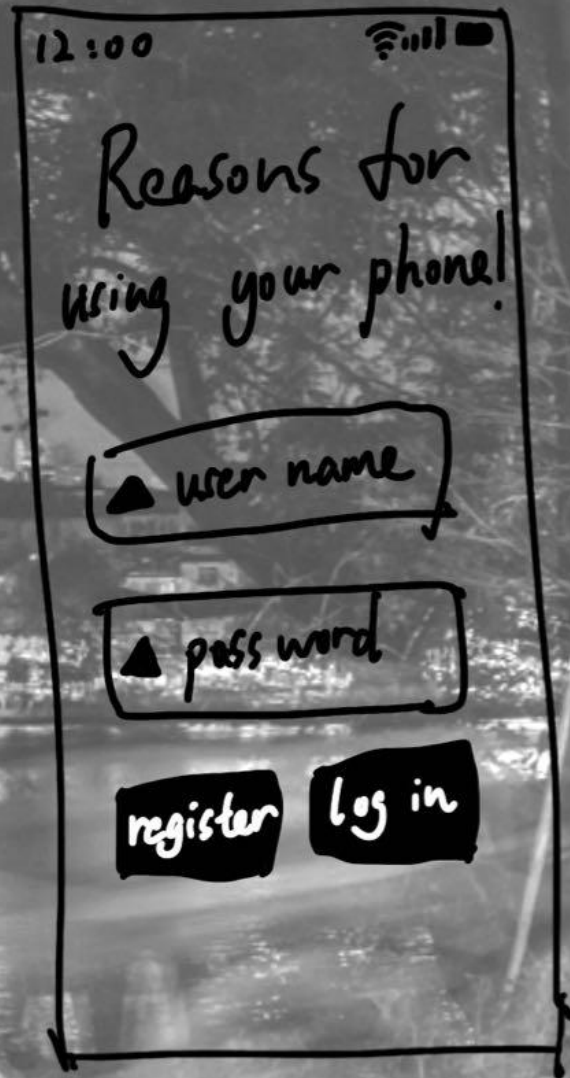 12:00
Reasons for
using your phone!
user name
password
register
log in